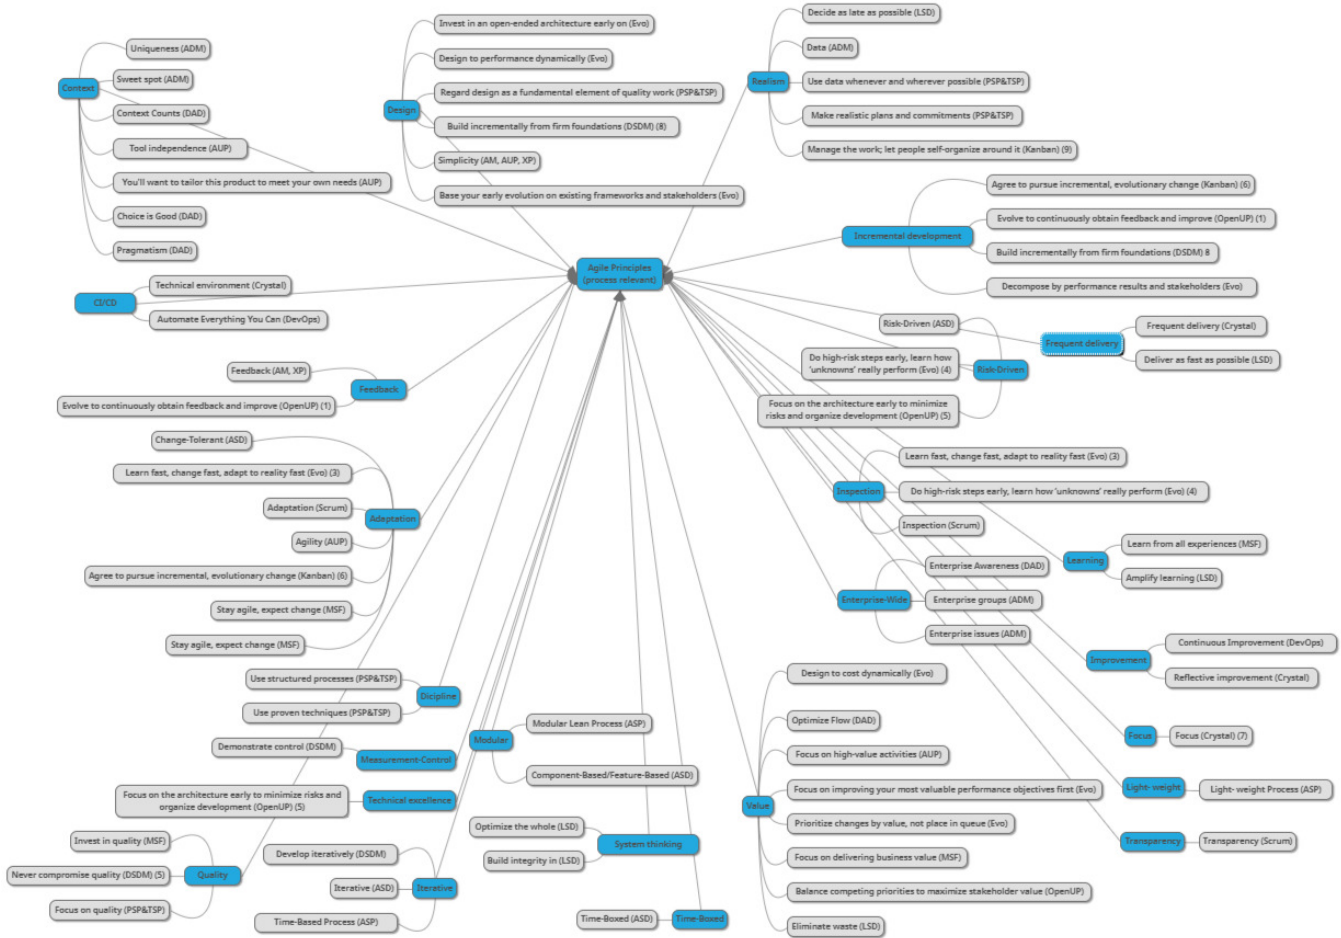 Context
Uniqueness (ADM)
Sweet spot (ADM)
Context Counts (DAD)
Tool independence (AUP)
You'll want to tailor this product to meet your own needs (AUP)
Choice is Good (DAD)
Pragmatism (DAD)
Design
Invest in an open-ended architecture early on (Evo)
Design to performance dynamically (Evo)
Regard design as a fundamental element of quality work (PSP&TSP)
Build incrementally from firm foundations (DSDM) (8)
Simplicity (AM, AUP, XP)
Base your early evolution on existing frameworks and stakeholders (Evo)
Realism
Decide as late as possible (LSD)
Data (ADM)
Use data whenever and wherever possible (PSP&TSP)
Make realistic plans and commitments (PSP&TSP)
Manage the work; let people self-organize around it (Kanban) (9)
Incremental development
Agree to pursue incremental, evolutionary change (Kanban) (6)
Evolve to continuously obtain feedback and improve (OpenUP) (1)
Build incrementally from firm foundations (DSDM) 8
Decompose by performance results and stakeholders (Evo)
Agile Principles
(process relevant)
CI/CD
Technical environment (Crystal)
Automate Everything You Can (DevOps)
Frequent delivery
Frequent delivery (Crystal)
Deliver as fast as possible (LSD)
Risk-Driven
Risk-Driven (ASD)
Do high-risk steps early, learn how
'unknowns' really perform (Evo) (4)
Focus on the architecture early to minimize
risks and organize development (OpenUP) (5)
Feedback
Feedback (AM, XP)
Evolve to continuously obtain feedback and improve (OpenUP) (1)
Adaptation
Change-Tolerant (ASD)
Learn fast, change fast, adapt to reality fast (Evo) (3)
Adaptation (Scrum)
Agility (AUP)
Agree to pursue incremental, evolutionary change (Kanban) (6)
Stay agile, expect change (MSF)
Stay agile, expect change (MSF)
Inspection
Learn fast, change fast, adapt to reality fast (Evo) (3)
Do high-risk steps early, learn how 'unknowns' really perform (Evo) (4)
Inspection (Scrum)
Learning
Learn from all experiences (MSF)
Amplify learning (LSD)
Enterprise-Wide
Enterprise Awareness (DAD)
Enterprise groups (ADM)
Enterprise issues (ADM)
Improvement
Continuous Improvement (DevOps)
Reflective improvement (Crystal)
Dicipline
Use structured processes (PSP&TSP)
Use proven techniques (PSP&TSP)
Measurement-Control
Demonstrate control (DSDM)
Modular
Modular Lean Process (ASP)
Component-Based/Feature-Based (ASD)
Focus
Focus (Crystal) (7)
Light- weight
Light- weight Process (ASP)
Transparency
Transparency (Scrum)
Technical excellence
Focus on the architecture early to minimize risks and
organize development (OpenUP) (5)
Value
Design to cost dynamically (Evo)
Optimize Flow (DAD)
Focus on high-value activities (AUP)
Focus on improving your most valuable performance objectives first (Evo)
Prioritize changes by value, not place in queue (Evo)
Focus on delivering business value (MSF)
Balance competing priorities to maximize stakeholder value (OpenUP)
Eliminate waste (LSD)
System thinking
Optimize the whole (LSD)
Build integrity in (LSD)
Quality
Invest in quality (MSF)
Never compromise quality (DSDM) (5)
Focus on quality (PSP&TSP)
Iterative
Develop iteratively (DSDM)
Iterative (ASD)
Time-Based Process (ASP)
Time-Boxed
Time-Boxed (ASD)